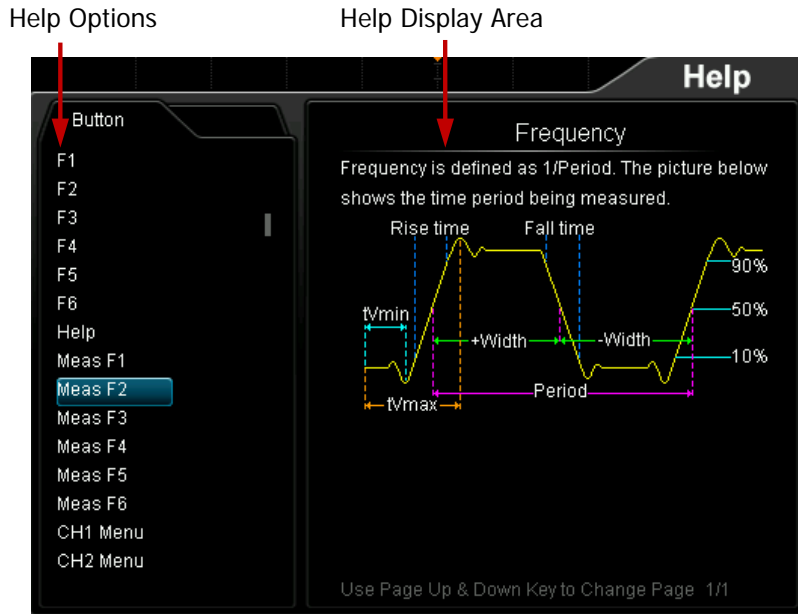 Help Options
Help Display Area
Help
Button
F1
F2
F3
F4
F5
F6
Help
Meas F1
Meas F2
Meas F3
Meas F4
Meas F5
Meas F6
CH1 Menu
CH2 Menu
Frequency
Frequency is defined as 1/Period. The picture below
shows the time period being measured.
Rise time
Fall time
90%
tVmin
50%
+Width
-Width
10%
Period
tVmax
Use Page Up & Down Key to Change Page 1/1